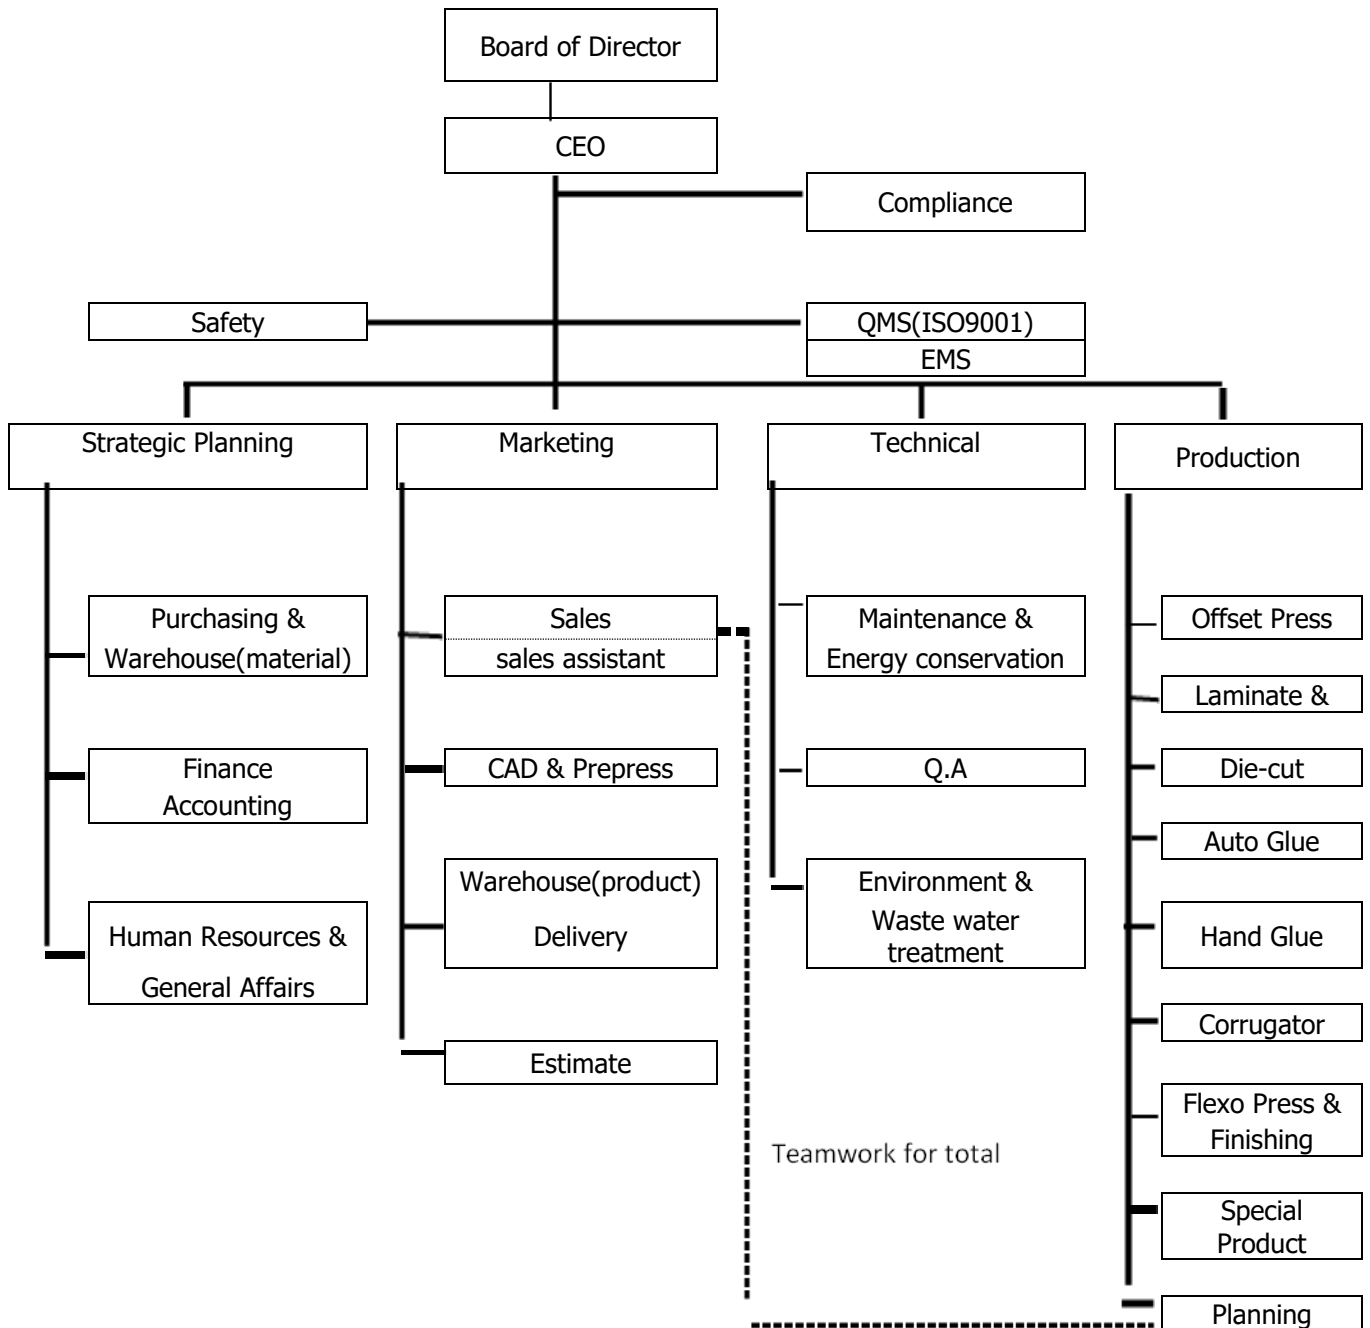 Board of Director
CEO
Compliance
Safety
QMS(ISO9001)
EMS
Strategic Planning
Marketing
Technical
Production
Purchasing &
Warehouse(material)
Finance
Accounting
Human Resources &
General Affairs
Sales
sales assistant
CAD & Prepress
Warehouse(product)
Delivery
Estimate
Maintenance &
Energy conservation
Q.A
Environment &
Waste water
treatment
Offset Press
Laminate &
Die-cut
Auto Glue
Hand Glue
Corrugator
Flexo Press &
Finishing
Special
Product
Planning
Teamwork for total